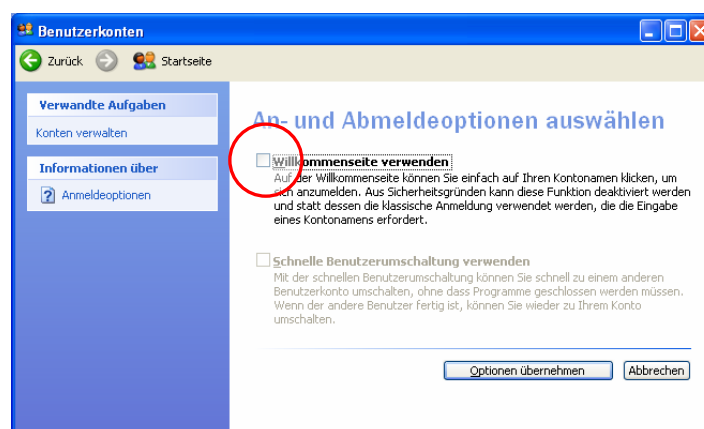 Benutzerkonten
Zurück Startseite
Verwandte Aufgaben
Konten verwalten
Informationen über
Anmeldeoptionen
An- und Abmeldeoptionen auswählen
Willkommenseite verwenden
Auf der Willkommenseite können Sie einfach auf Ihren Kontonamen klicken, um
sich anzumelden. Aus Sicherheitsgründen kann diese Funktion deaktiviert werden
und statt dessen die klassische Anmeldung verwendet werden, die die Eingabe
eines Kontonamens erfordert.
Schnelle Benutzerumschaltung verwenden
Mit der schnellen Benutzerumschaltung können Sie schnell zu einem anderen
Benutzerkonto umschalten, ohne dass Programme geschlossen werden müssen.
Wenn der andere Benutzer fertig ist, können Sie wieder zu Ihrem Konto
umschalten.
Optionen übernehmen Abbrechen